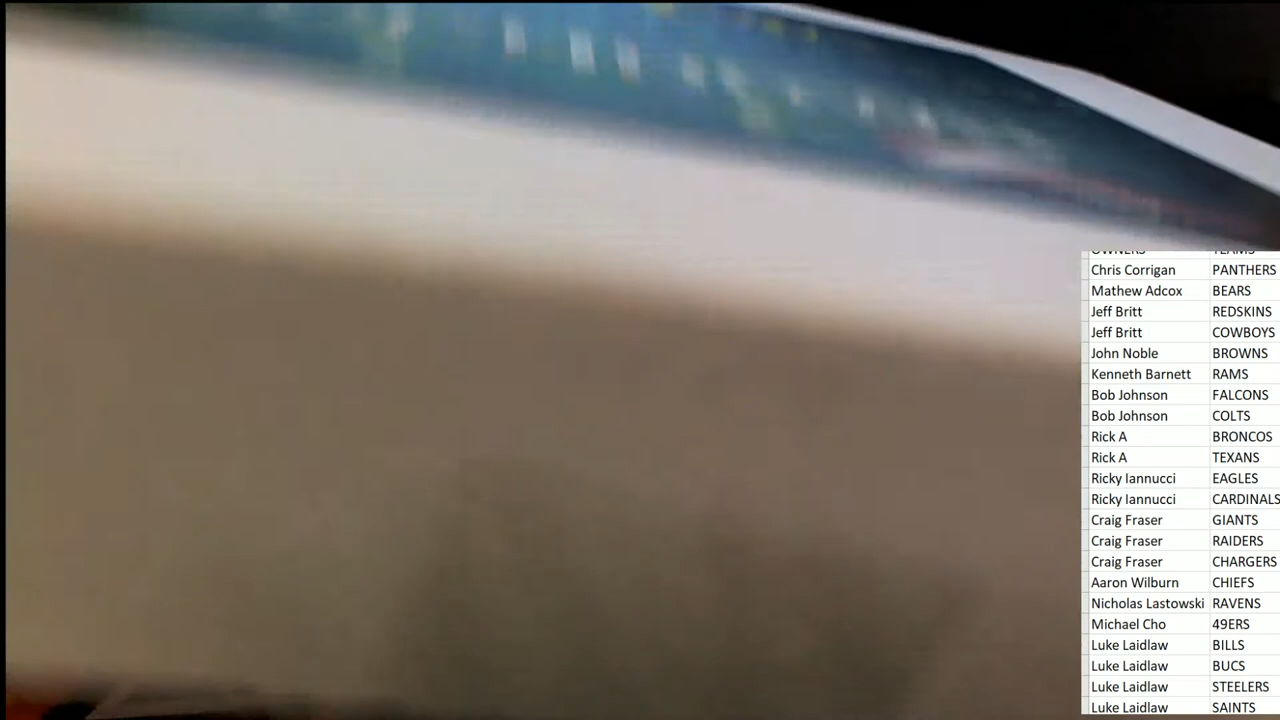 OWNERS TEAMS
Chris Corrigan PANTHERS
Mathew Adcox BEARS
Jeff Britt REDSKINS
Jeff Britt COWBOYS
John Noble BROWNS
Kenneth Barnett RAMS
Bob Johnson FALCONS
Bob Johnson COLTS
Rick A BRONCOS
Rick A TEXANS
Ricky Iannucci EAGLES
Ricky Iannucci CARDINALS
Craig Fraser GIANTS
Craig Fraser RAIDERS
Craig Fraser CHARGERS
Aaron Wilburn CHIEFS
Nicholas Lastowski RAVENS
Michael Cho 49ERS
Luke Laidlaw BILLS
Luke Laidlaw BUCS
Luke Laidlaw STEELERS
Luke Laidlaw SAINTS